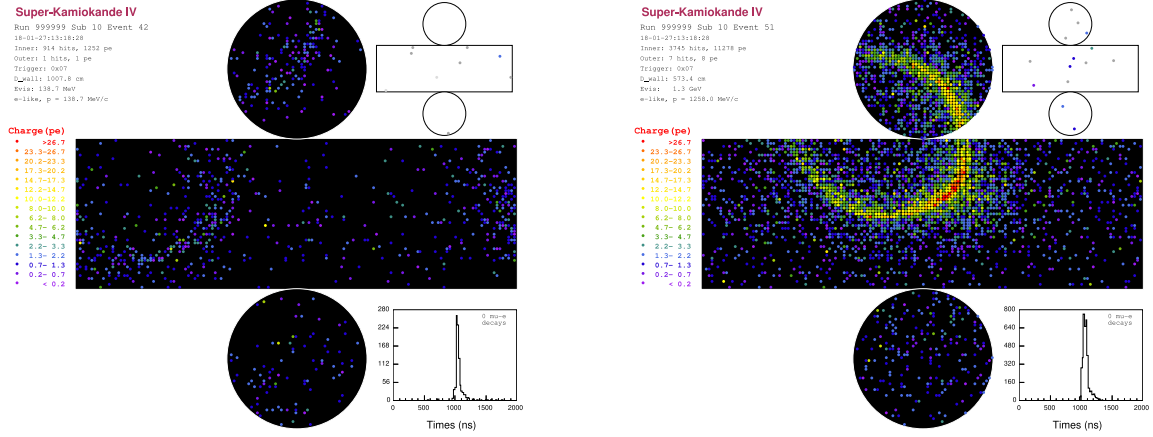 Super-Kamiokande IV
Run 999999 Sub 10 Event 42
18-01-27:13:18:28
Inner: 914 hits, 1252 pe
Outer: 1 hits, 1 pe
Trigger: 0x07
D_wall: 1007.8 cm
Evis: 138.7 MeV
e-like, p = 138.7 MeV/c
Charge(pe)
>26.7
23.3-26.7
20.2-23.3
17.3-20.2
14.7-17.3
12.2-14.7
10.0-12.2
8.0-10.0
6.2- 8.0
4.7- 6.2
3.3- 4.7
2.2- 3.3
1.3- 2.2
0.7- 1.3
0.2- 0.7
< 0.2
0 mu-e
decays
280
224
168
112
56
0
0 500 1000 1500 2000
Times (ns)
Super-Kamiokande IV
Run 999999 Sub 10 Event 51
18-01-27:13:18:28
Inner: 3745 hits, 11278 pe
Outer: 7 hits, 8 pe
Trigger: 0x07
D_wall: 573.4 cm
Evis: 1.3 GeV
e-like, p = 1258.0 MeV/c
Charge(pe)
>26.7
23.3-26.7
20.2-23.3
17.3-20.2
14.7-17.3
12.2-14.7
10.0-12.2
8.0-10.0
6.2- 8.0
4.7- 6.2
3.3- 4.7
2.2- 3.3
1.3- 2.2
0.7- 1.3
0.2- 0.7
< 0.2
0 mu-e
decays
800
640
480
320
160
0
0 500 1000 1500 2000
Times (ns)